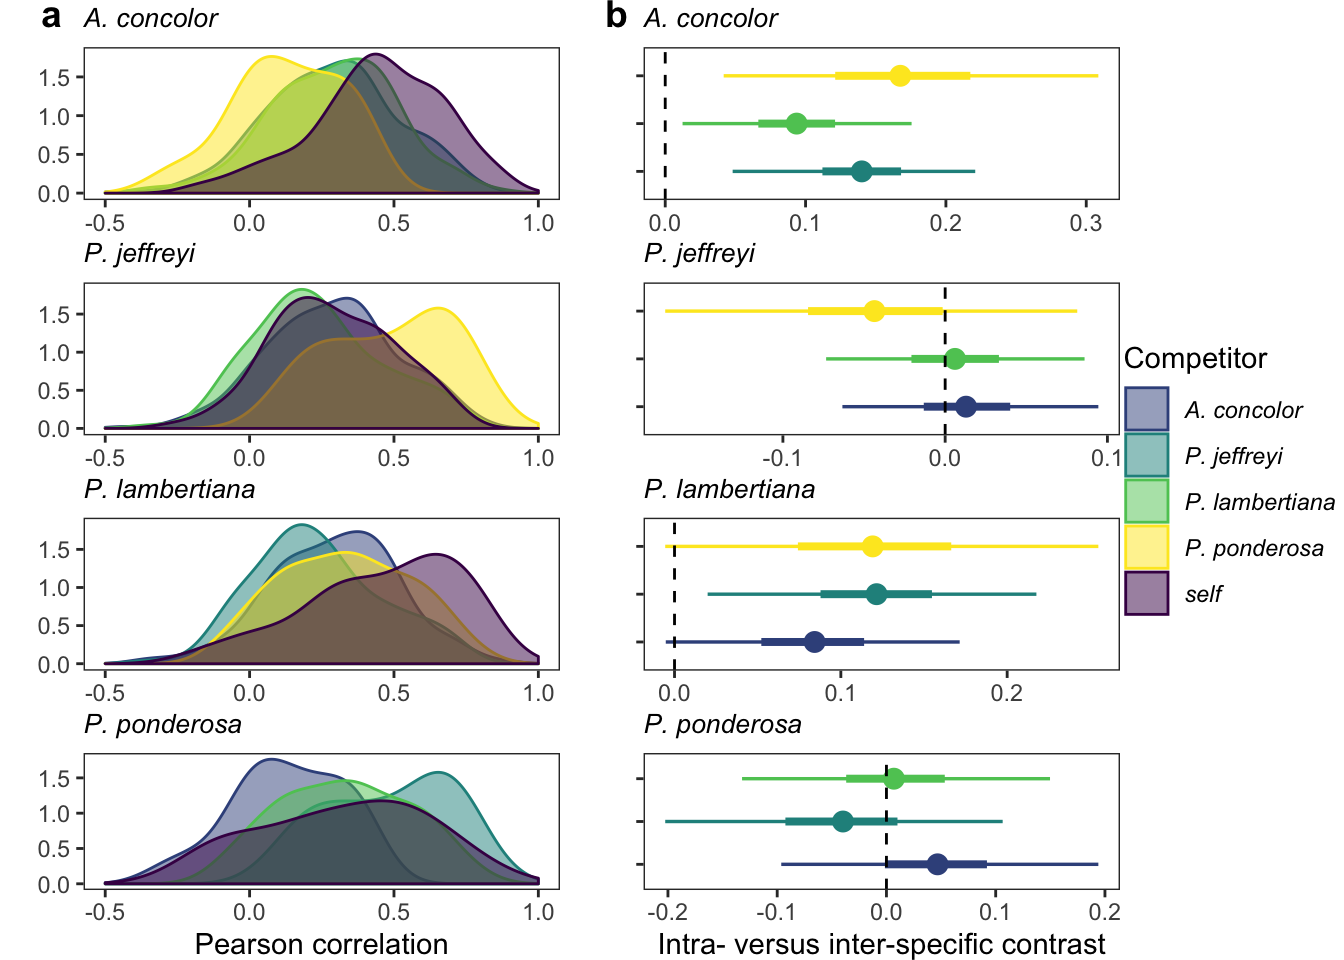 a A. concolor
1.5
1.0
0.5
0.0
-0.5 0.0 0.5 1.0
P. jeffreyi
1.5
1.0
0.5
0.0
-0.5 0.0 0.5 1.0
P. lambertiana
1.5
1.0
0.5
0.0
-0.5 0.0 0.5 1.0
P. ponderosa
1.5
1.0
0.5
0.0
-0.5 0.0 0.5 1.0
Pearson correlation
b A. concolor
0.0 0.1 0.2 0.3
P. jeffreyi
-0.1 0.0 0.1
P. lambertiana
0.0 0.1 0.2
P. ponderosa
-0.2 -0.1 0.0 0.1 0.2
Intra- versus inter-specific contrast
Competitor
A. concolor
P. jeffreyi
P. lambertiana
P. ponderosa
self